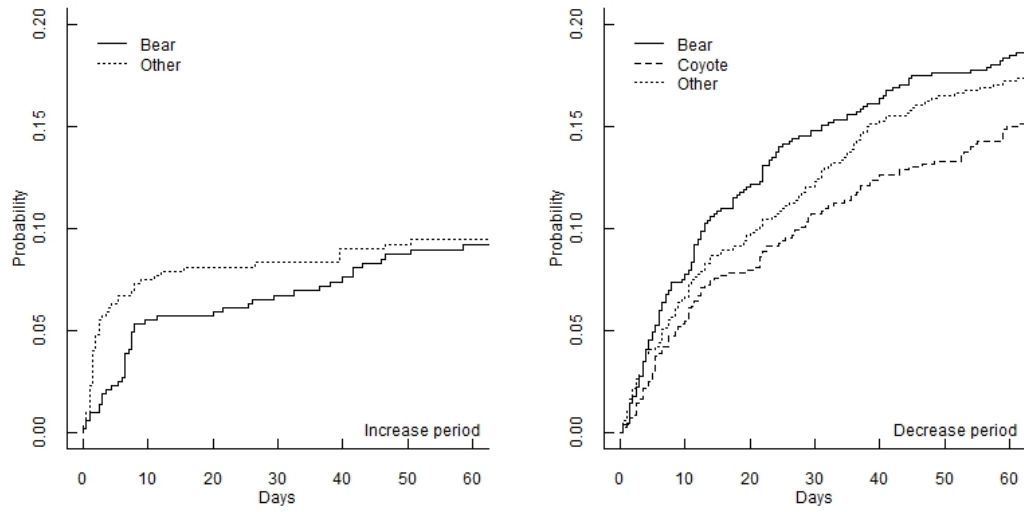 0.20
0.15
0.10
0.05
0.00
Probability
Bear
Other
Increase period
0 10 20 30 40 50 60
Days
0.20
0.15
0.10
0.05
0.00
Probability
Bear
Coyote
Other
Decrease period
0 10 20 30 40 50 60
Days